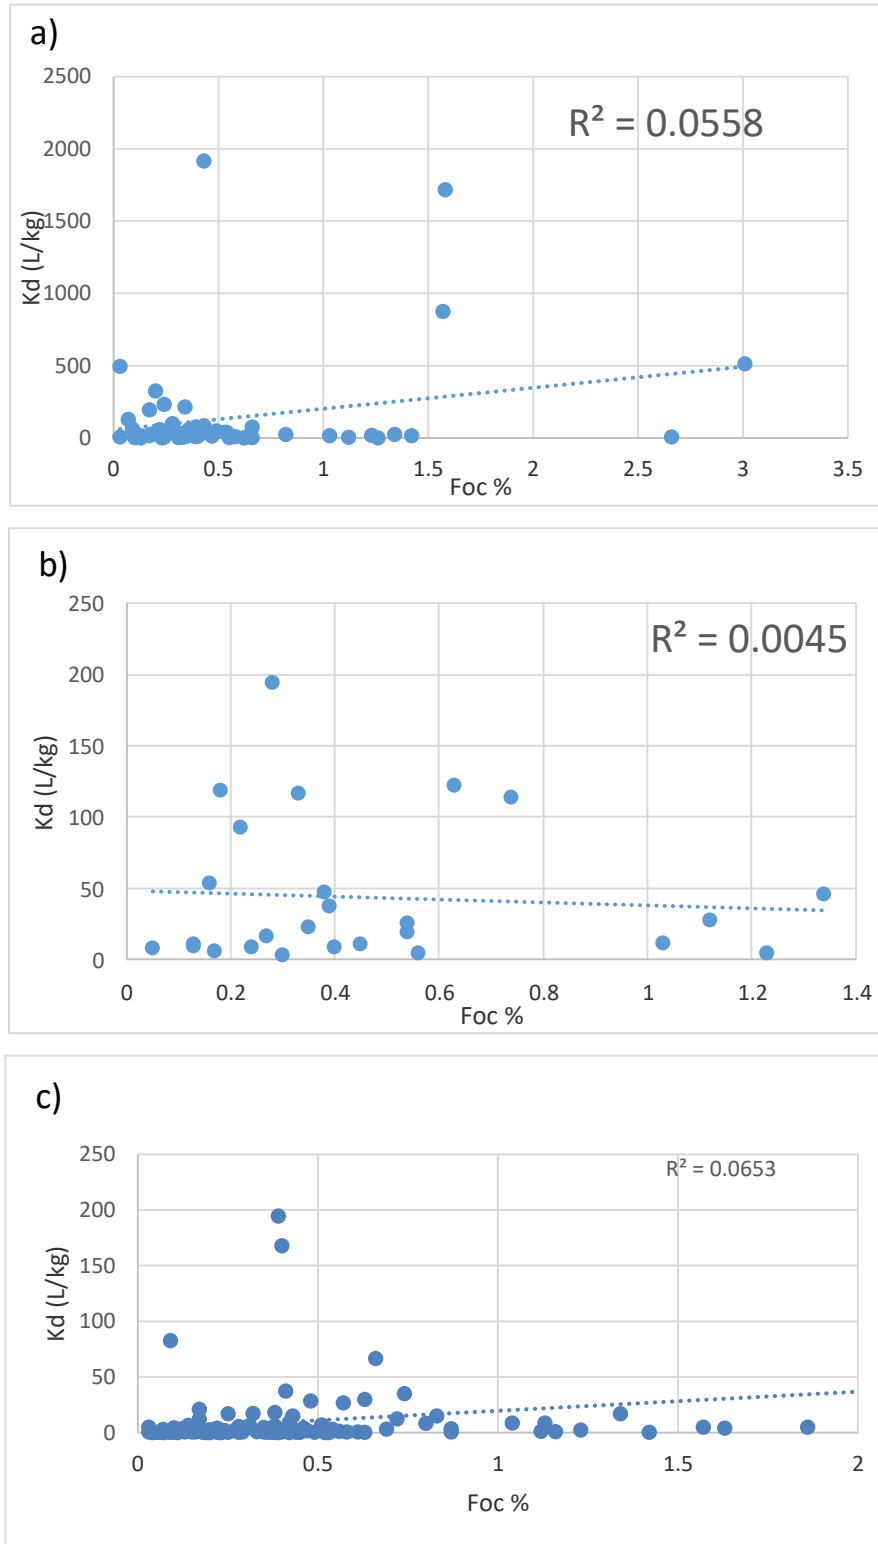 a)
2500
R² = 0.0558
2000
1500
1000
500
0
Kd (L/kg)
0 0.5 1 1.5 2 2.5 3 3.5
Foc %
b)
250
R² = 0.0045
200
150
100
50
0
Kd (L/kg)
0 0.2 0.4 0.6 0.8 1 1.2 1.4
Foc %
c)
250
R² = 0.0653
200
150
100
50
0
Kd (L/kg)
0 0.5 1 1.5 2
Foc %